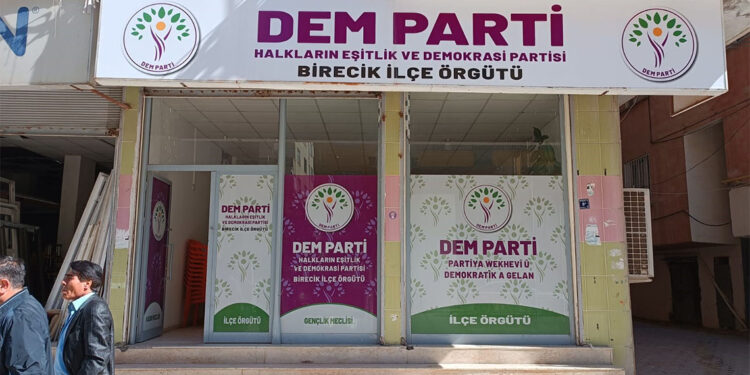 N
DEM PARTİ
DEM PARTİ
HALKLARIN EŞİTLİK VE DEMOKRASİ PARTİSİ
BİRECİK İLÇE ÖRGÜTÜ
DEM PARTİ
DEM PARTİ
HALKLARIN EŞİTLİK
VE DEMOKRASİ PARTİSİ
BİRECİK İLÇE ÖRGÜTÜ
İLÇE ÖRGÜTÜ
DEM PARTİ
DEM PARTİ
HALKLARIN EŞİTLİK
VE DEMOKRASİ PARTİSİ
BİRECİK İLÇE ÖRGÜTÜ
GENÇLİK MECLİSİ
DEM PARTİ
DEM PARTİ
PARTİYA WEKHEVİ Û
DEMOKRATİK A GELAN
İLÇE ÖRGÜTÜ